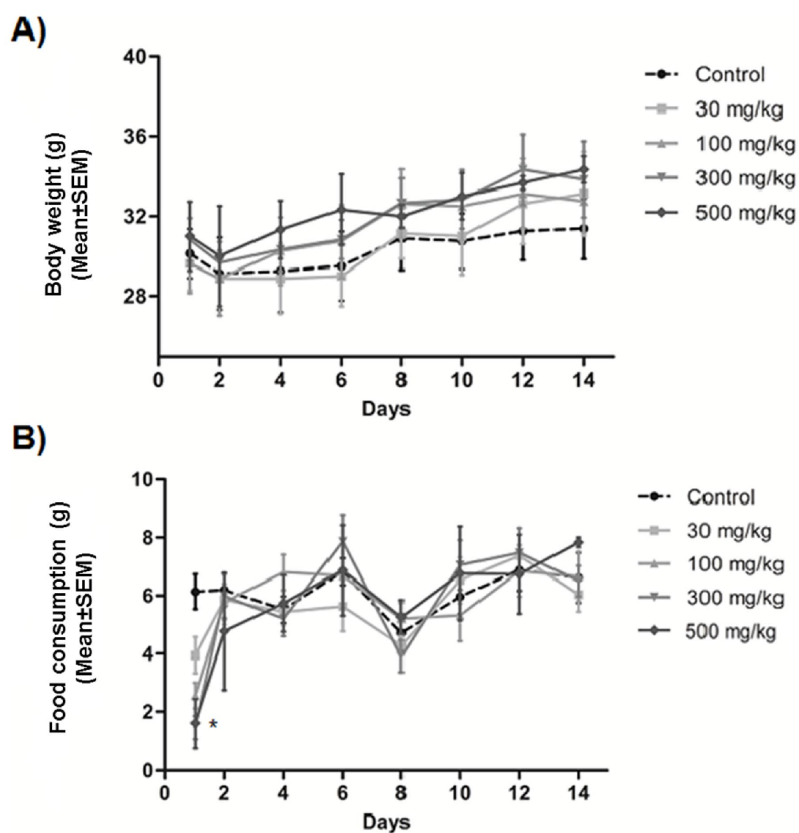 A)
Body weight (g)
(Mean±SEM)
40
36
32
28
0 2 4 6 8 10 12 14
Days
Control
30 mg/kg
100 mg/kg
300 mg/kg
500 mg/kg
B)
Food consumption (g)
(Mean±SEM)
10
8
6
4
2
0
*
0 2 4 6 8 10 12 14
Days
Control
30 mg/kg
100 mg/kg
300 mg/kg
500 mg/kg